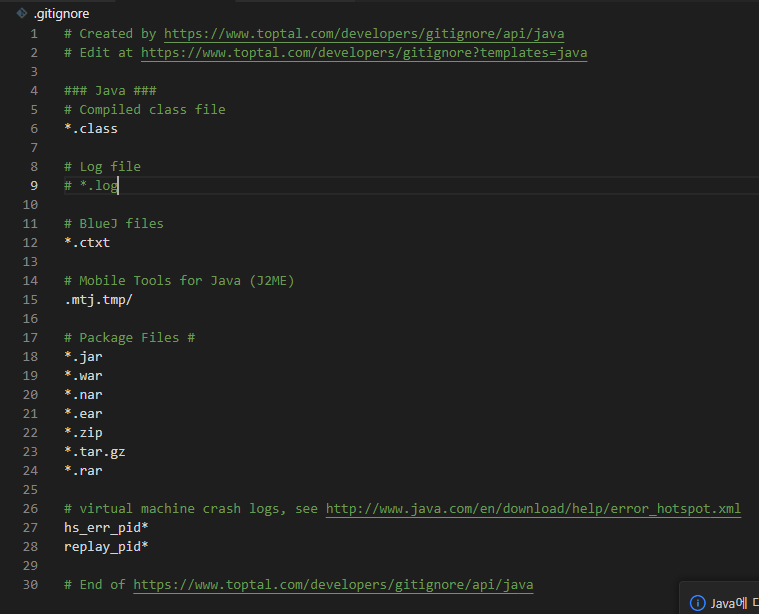 .gitignore
1 # Created by https://www.toptal.com/developers/gitignore/api/java
2 # Edit at https://www.toptal.com/developers/gitignore?templates=java
3
4 ### Java ###
5 # Compiled class file
6 *.class
7
8 # Log file
9 # *.log
10
11 # BlueJ files
12 *.ctxt
13
14 # Mobile Tools for Java (J2ME)
15 .mtj.tmp/
16
17 # Package Files #
18 *.jar
19 *.war
20 *.nar
21 *.ear
22 *.zip
23 *.tar.gz
24 *.rar
25
26 # virtual machine crash logs, see http://www.java.com/en/download/help/error_hotspot.xml
27 hs_err_pid*
28 replay_pid*
29
30 # End of https://www.toptal.com/developers/gitignore/api/java
Java에